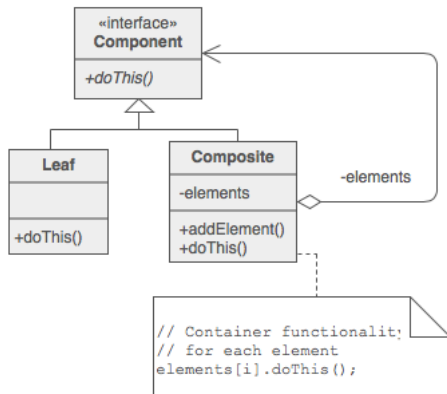 «interface»
Component
+doThis()
Leaf
+doThis()
Composite
-elements
+addElement()
+doThis()
-elements
// Container functionality
// for each element
elements[i].doThis();